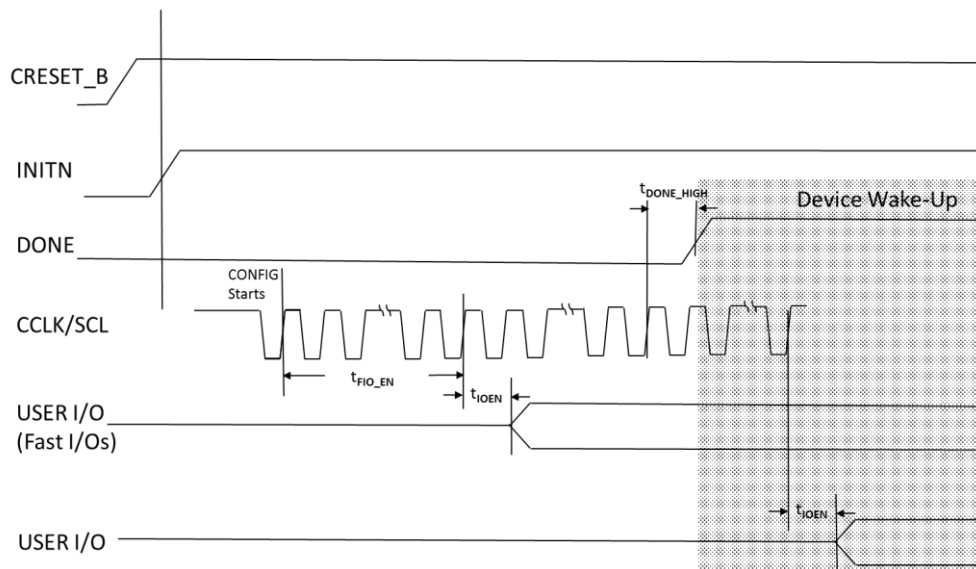 CRESET_B
INITN
t_DONE_HIGH
Device Wake-Up
DONE
CONFIG
Starts
CCLK/SCL
t_FIO_EN
t_IOEN
USER I/O
(Fast I/Os)
t_IOEN
USER I/O